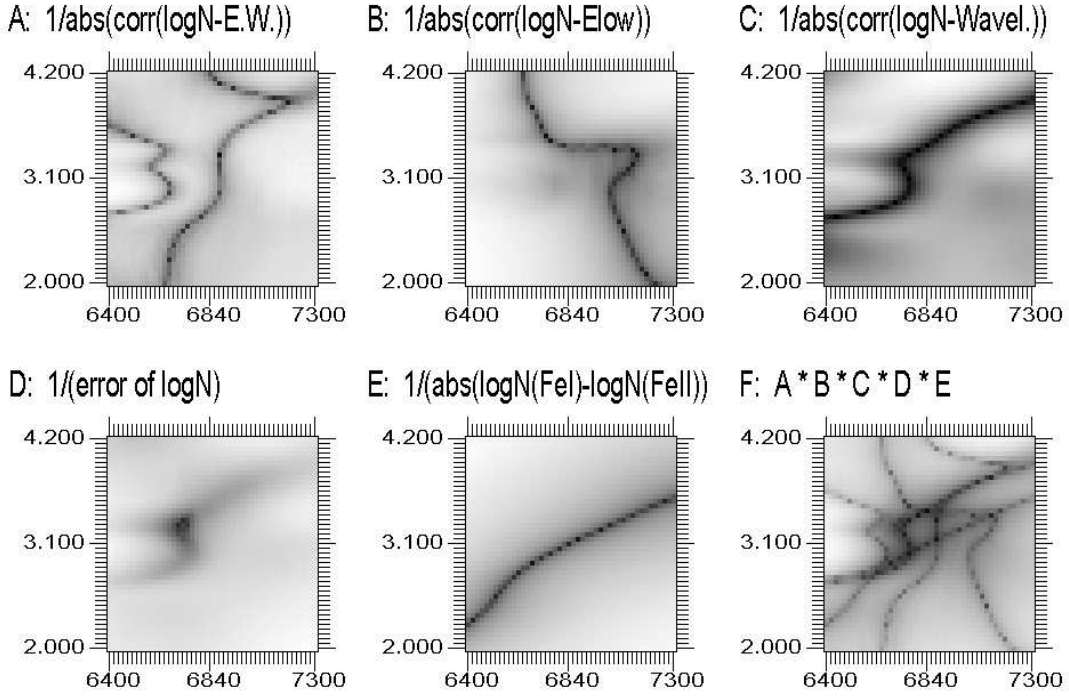 A: 1/abs(corr(logN-E.W.))
B: 1/abs(corr(logN-Elow))
C: 1/abs(corr(logN-Wavel.))
4.200
3.100
2.000
6400 6840 7300
4.200
3.100
2.000
6400 6840 7300
4.200
3.100
2.000
6400 6840 7300
D: 1/(error of logN)
E: 1/(abs(logN(FeI)-logN(FeII))
F: A * B * C * D * E
4.200
3.100
2.000
6400 6840 7300
4.200
3.100
2.000
6400 6840 7300
4.200
3.100
2.000
6400 6840 7300